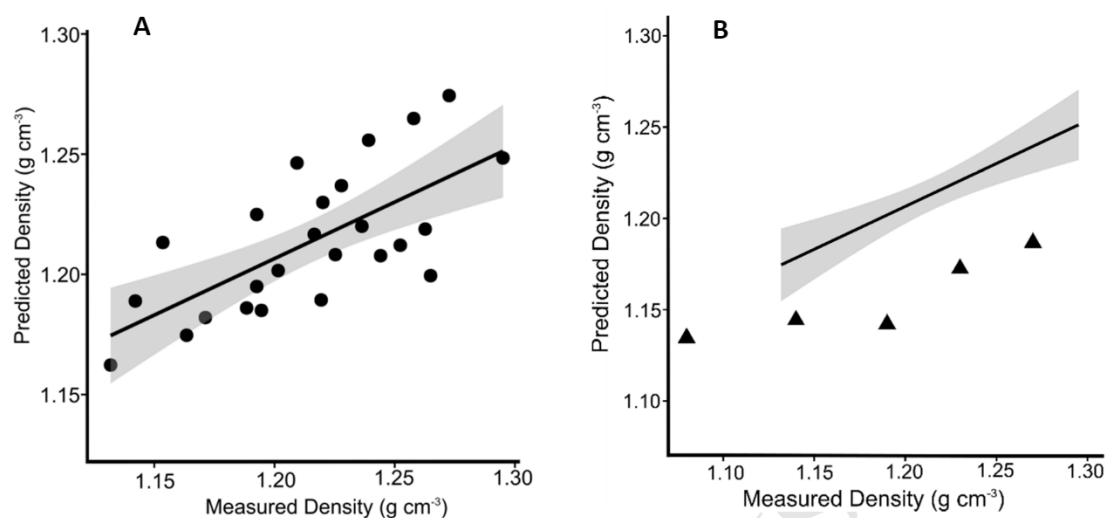 A
1.30
1.25
1.20
1.15
Predicted Density (g cm⁻³)
1.15 1.20 1.25 1.30
Measured Density (g cm⁻³)
B
1.30
1.25
1.20
1.15
1.10
Predicted Density (g cm⁻³)
1.10 1.15 1.20 1.25 1.30
Measured Density (g cm⁻³)